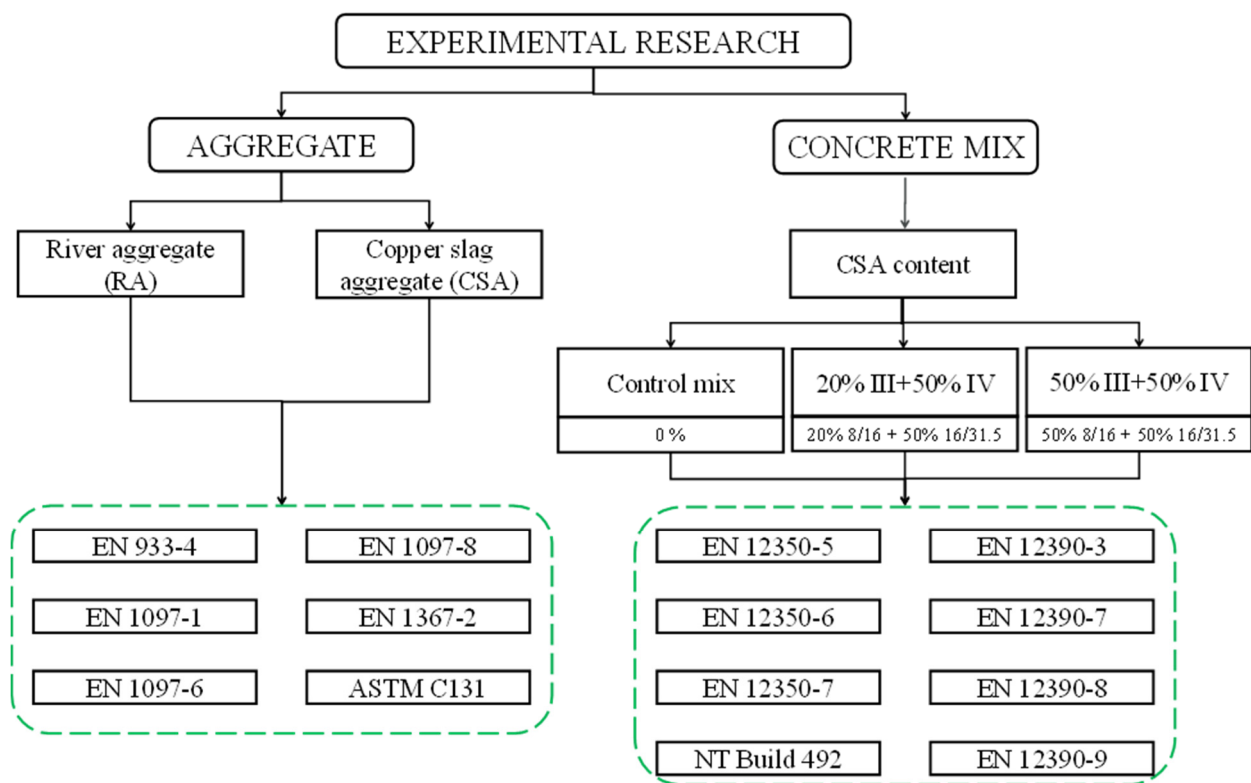 EXPERIMENTAL RESEARCH
AGGREGATE
CONCRETE MIX
River aggregate
(RA)
Copper slag
aggregate (CSA)
CSA content
Control mix
0 %
20% III+50% IV
20% 8/16 + 50% 16/31.5
50% III+50% IV
50% 8/16 + 50% 16/31.5
EN 933-4
EN 1097-8
EN 1097-1
EN 1367-2
EN 1097-6
ASTM C131
EN 12350-5
EN 12390-3
EN 12350-6
EN 12390-7
EN 12350-7
EN 12390-8
NT Build 492
EN 12390-9